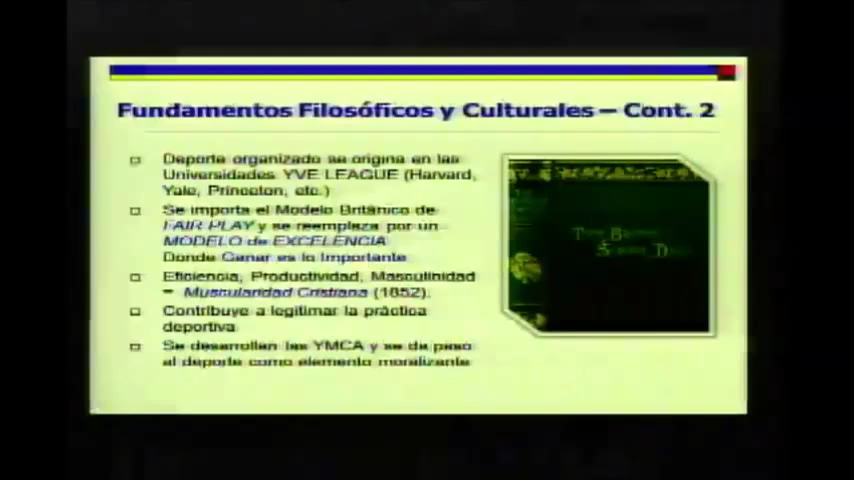 Fundamentos Filosóficos y Culturales – Cont. 2
Deporte organizado se origina en las
Universidades YVE LEAGUE (Harvard,
Yale, Princeton, etc.)
Se importa el Modelo Británico de
FAIR PLAY y se reemplaza por un
MODELO de EXCELENCIA
Donde Ganar es lo Importante
Eficiencia, Productividad, Masculinidad
– Muscularidad Cristiana (1852).
Contribuye a legitimar la práctica
deportiva
Se desarrollan las YMCA y se da paso
al deporte como elemento moralizante